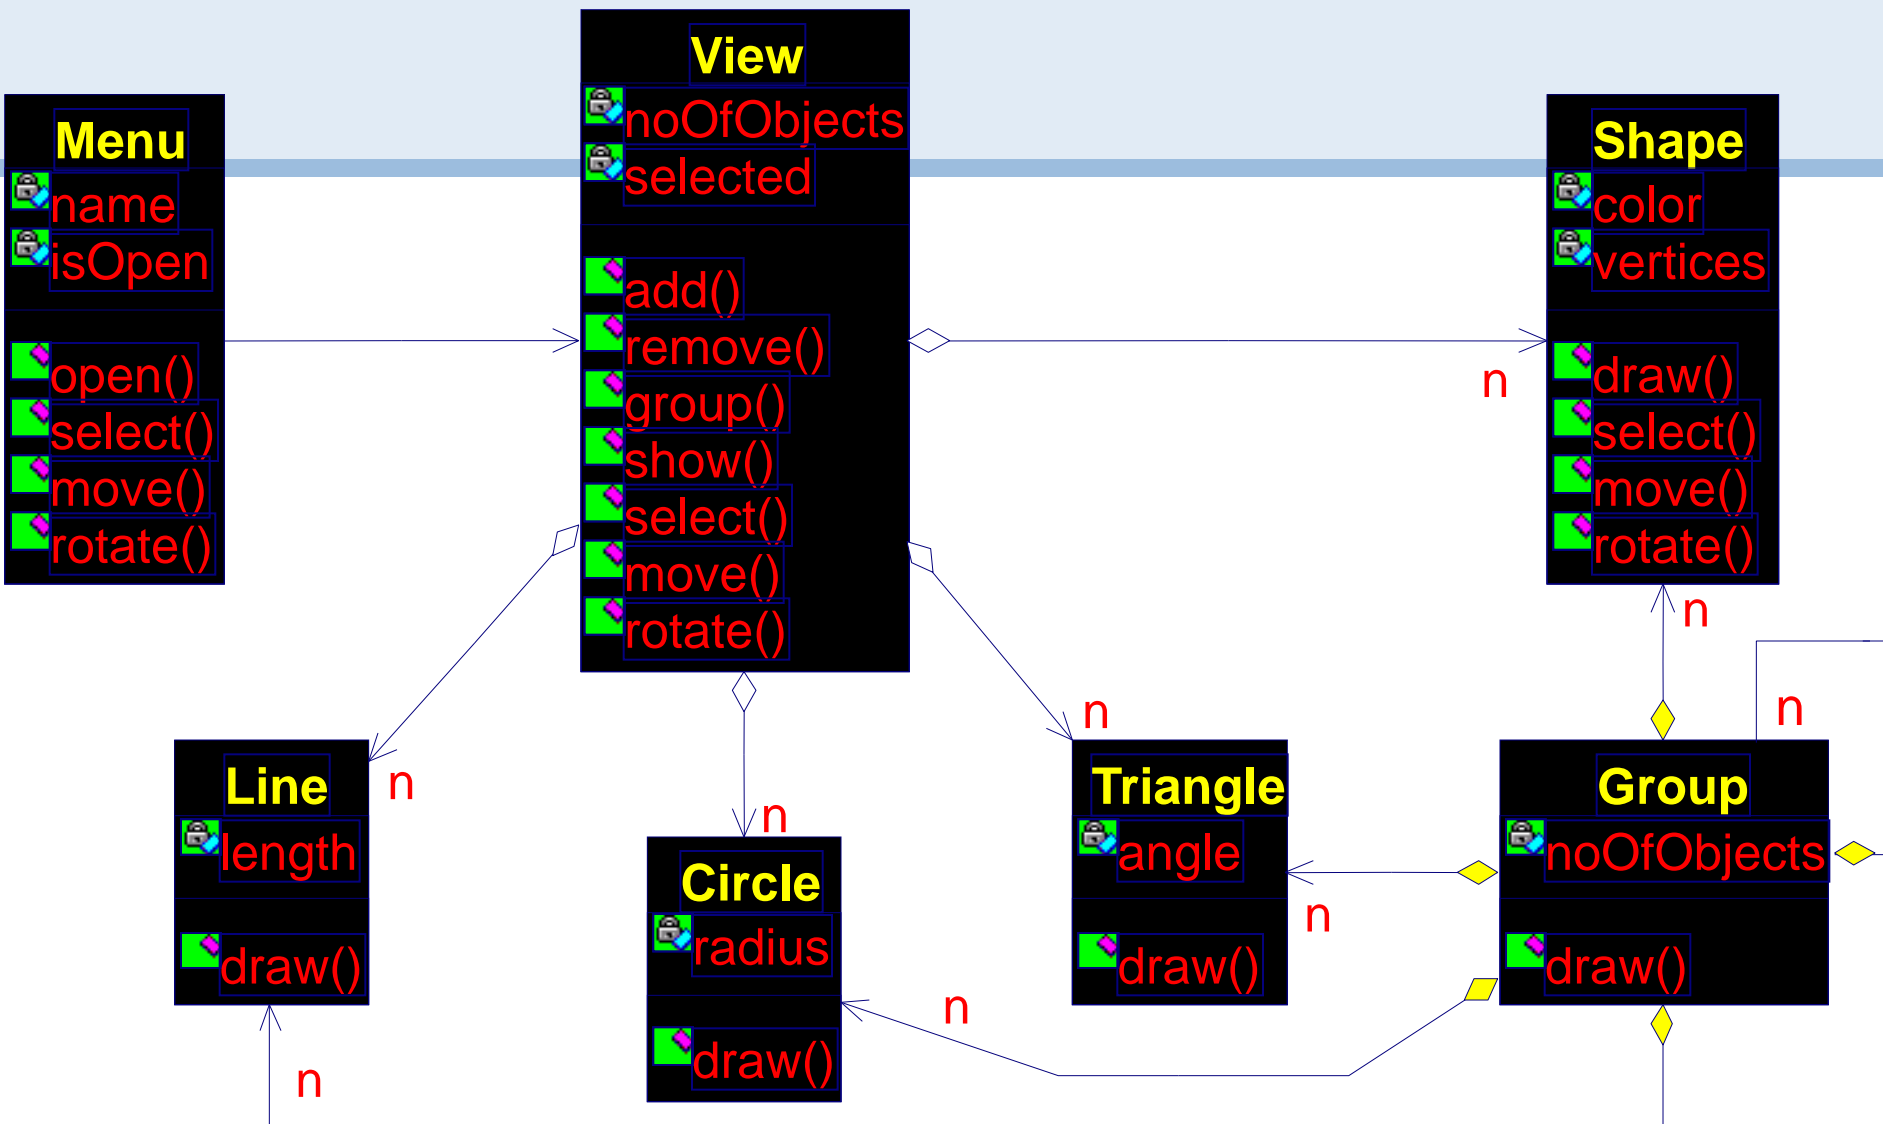 Menu
name
isOpen
open()
select()
move()
rotate()
View
noOfObjects
selected
add()
remove()
group()
show()
select()
move()
rotate()
Shape
color
vertices
draw()
select()
move()
rotate()
n
n
n
n
n
n
Line
length
draw()
n
Circle
radius
draw()
n
Triangle
angle
draw()
n
Group
noOfObjects
draw()